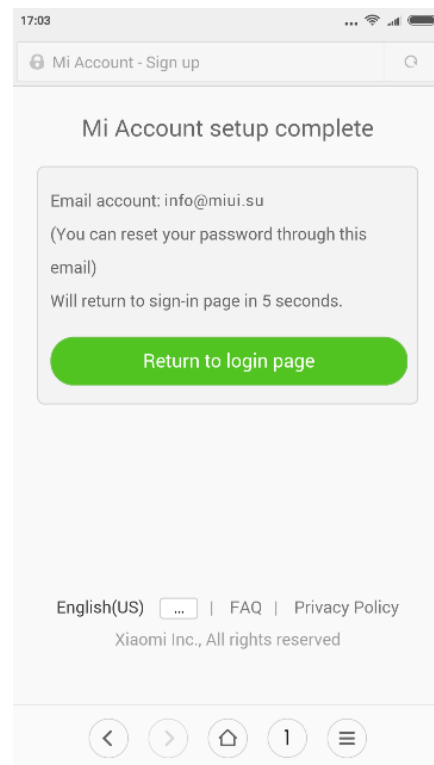 17:03
Mi Account - Sign up
Mi Account setup complete
Email account: info@miui.su
(You can reset your password through this
email)
Will return to sign-in page in 5 seconds.
Return to login page
English(US) ... | FAQ | Privacy Policy
Xiaomi Inc., All rights reserved
1